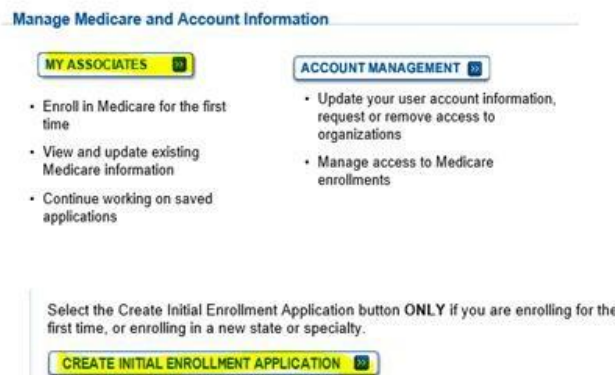 Manage Medicare and Account Information
MY ASSOCIATES
ACCOUNT MANAGEMENT
• Enroll in Medicare for the first
time
• View and update existing
Medicare information
• Continue working on saved
applications
• Update your user account information,
request or remove access to
organizations
• Manage access to Medicare
enrollments
Select the Create Initial Enrollment Application button ONLY if you are enrolling for the
first time, or enrolling in a new state or specialty.
CREATE INITIAL ENROLLMENT APPLICATION